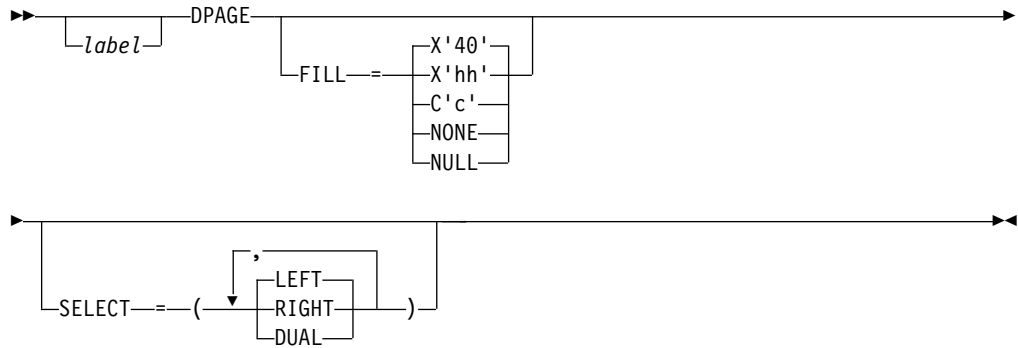 label DPAGE
FILL = X'40'
X'hh'
C'c'
NONE
NULL
,
SELECT = ( LEFT )
RIGHT
DUAL